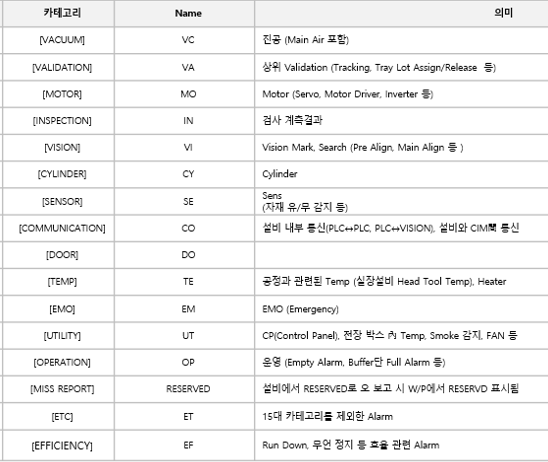 카테고리 Name 의미
[VACUUM] VC 진공 (Main Air 포함)
[VALIDATION] VA 상위 Validation (Tracking, Tray Lot Assign/Release 등)
[MOTOR] MO Motor (Servo, Motor Driver, Inverter 등)
[INSPECTION] IN 검사 계측결과
[VISION] VI Vision Mark, Search (Pre Align, Main Align 등 )
[CYLINDER] CY Cylinder
[SENSOR] SE Sens
(자재 유/무 감지 등)
[COMMUNICATION] CO 설비 내부 통신(PLC↔PLC, PLC↔VISION), 설비와 CIM間 통신
[DOOR] DO
[TEMP] TE 공정과 관련된 Temp (실장설비 Head Tool Temp), Heater
[EMO] EM EMO (Emergency)
[UTILITY] UT CP(Control Panel), 전장 박스 内 Temp, Smoke 감지, FAN 등
[OPERATION] OP 운영 (Empty Alarm, Buffer단 Full Alarm 등)
[MISS REPORT] RESERVED 설비에서 RESERVED로 오 보고 시 W/P에서 RESERVD 표시됨
[ETC] ET 15대 카테고리를 제외한 Alarm
[EFFICIENCY] EF Run Down, 무언 정지 등 효율 관련 Alarm